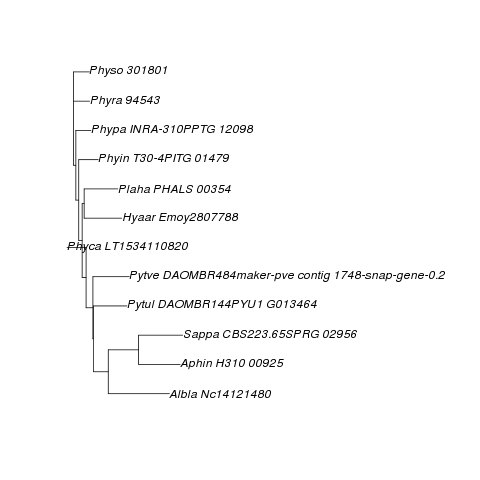 Physo 301801
Phyra 94543
Phypa INRA-310PPTG 12098
Phyin T30-4PITG 01479
Plaha PHALS 00354
Hyaar Emoy2807788
Phyca LT1534110820
Pytve DAOMBR484maker-pve contig 1748-snap-gene-0.2
Pytul DAOMBR144PYU1 G013464
Sappa CBS223.65SPRG 02956
Aphin H310 00925
Albla Nc14121480